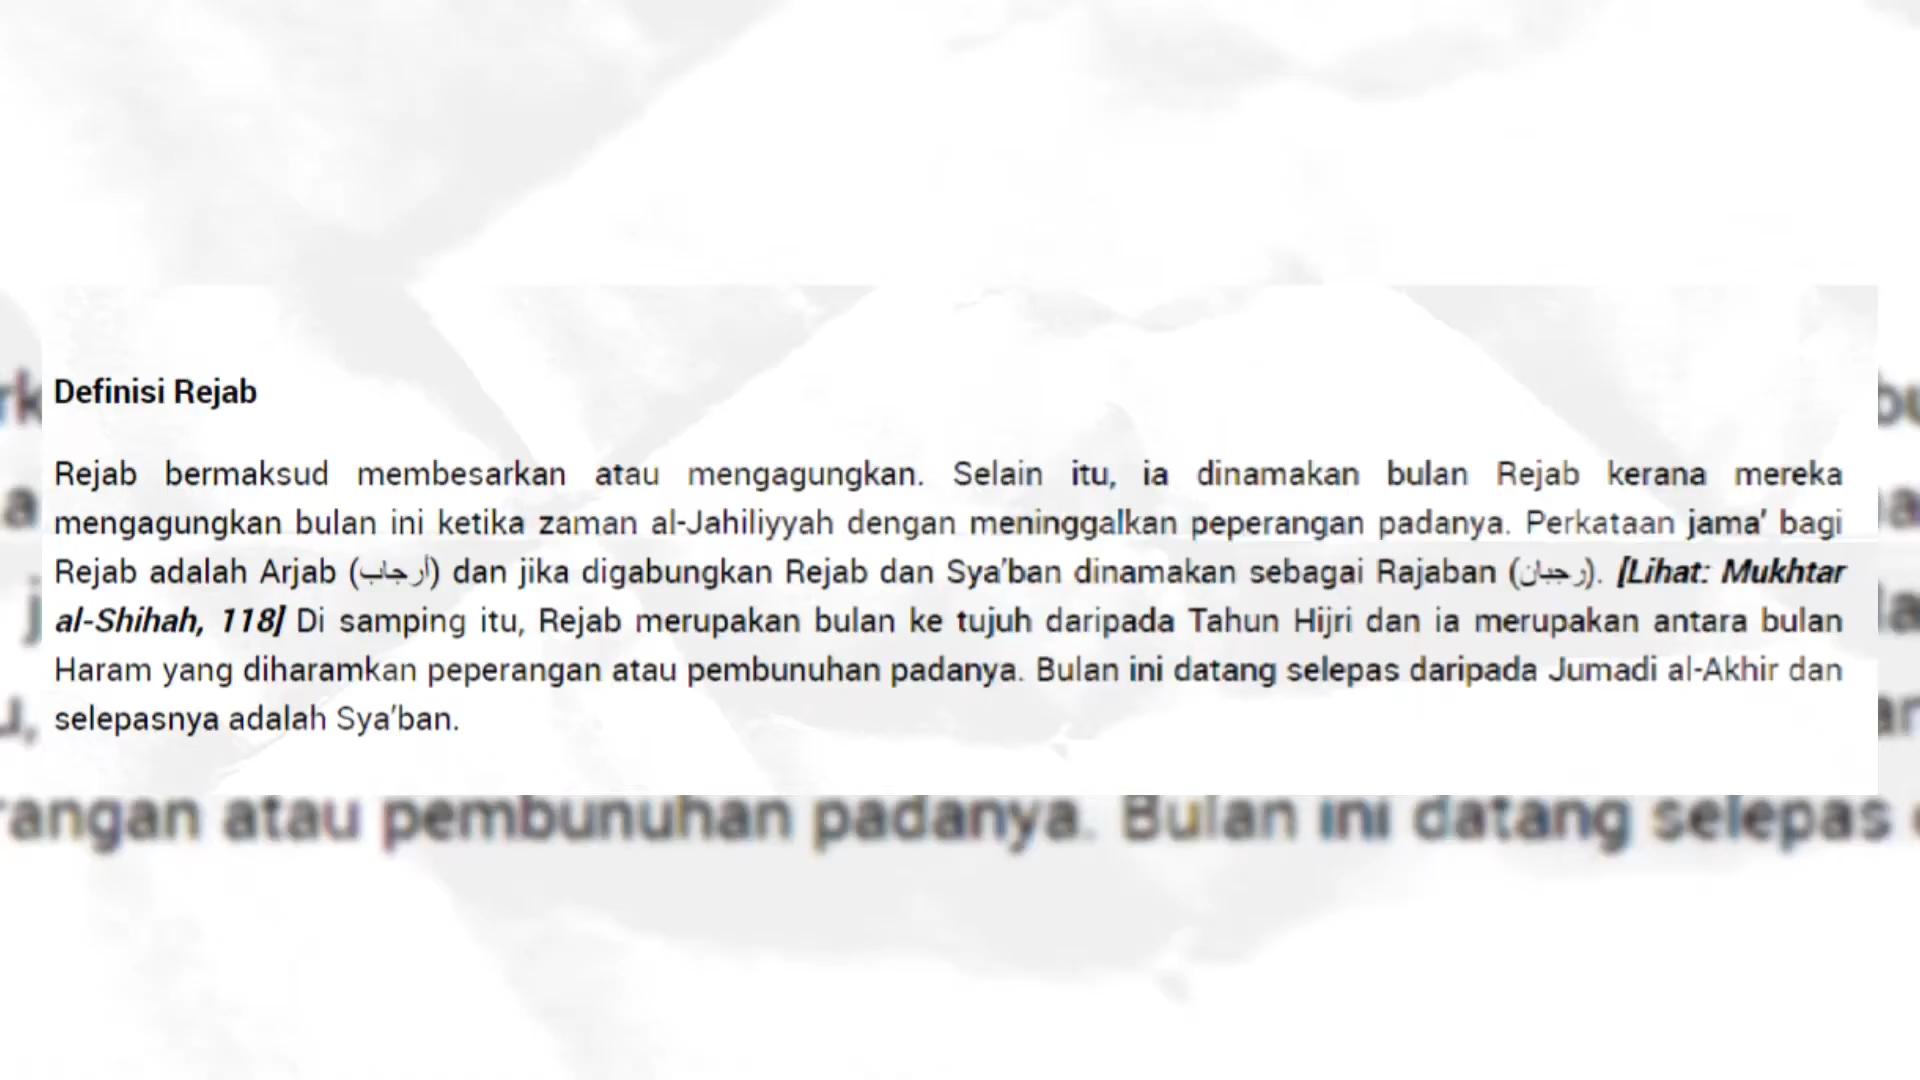 Definisi Rejab
Rejab bermaksud membesarkan atau mengagungkan. Selain itu, ia dinamakan bulan Rejab kerana mereka
mengagungkan bulan ini ketika zaman al-Jahiliyyah dengan meninggalkan peperangan padanya. Perkataan jama’ bagi
Rejab adalah Arjab (أرجاب) dan jika digabungkan Rejab dan Sya’ban dinamakan sebagai Rajaban (رجبان). [Lihat: Mukhtar
al-Shihah, 118] Di samping itu, Rejab merupakan bulan ke tujuh daripada Tahun Hijri dan ia merupakan antara bulan
Haram yang diharamkan peperangan atau pembunuhan padanya. Bulan ini datang selepas daripada Jumadi al-Akhir dan
selepasnya adalah Sya’ban.
rangan atau pembunuhan padanya. Bulan ini datang selepas